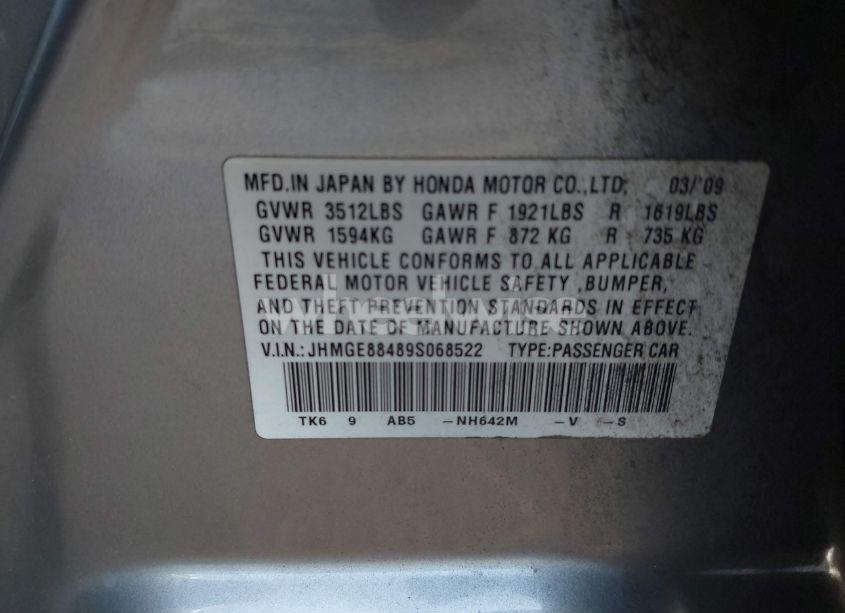 MFD.IN JAPAN BY HONDA MOTOR CO.,LTD, 03/'09
GVWR 3512LBS GAWR F 1921LBS R 1619LBS
GVWR 1594KG GAWR F 872 KG R 735 KG
THIS VEHICLE CONFORMS TO ALL APPLICABLE
FEDERAL MOTOR VEHICLE SAFETY ,BUMPER,
AND THEFT PREVENTION STANDARDS IN EFFECT
ON THE DATE OF MANUFACTURE SHOWN ABOVE.
V.I.N.:JHMGE88489S068522 TYPE:PASSENGER CAR
TK6 9 AB5 -NH642M -V -S